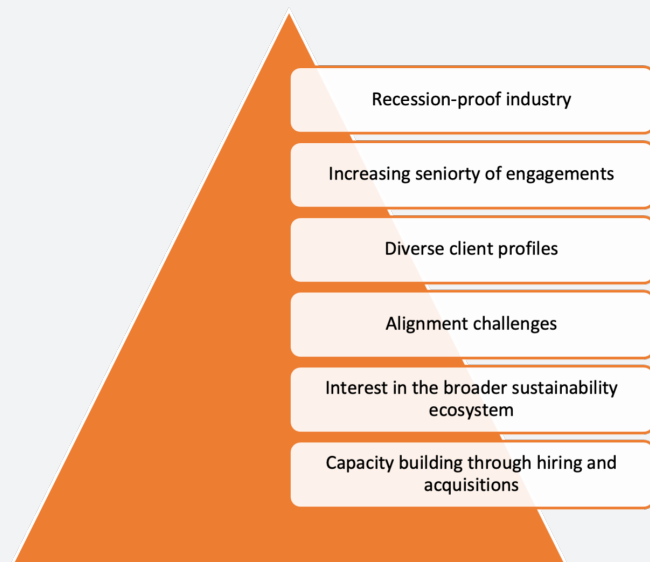 Recession-proof industry
Increasing seniorty of engagements
Diverse client profiles
Alignment challenges
Interest in the broader sustainability
ecosystem
Capacity building through hiring and
acquisitions